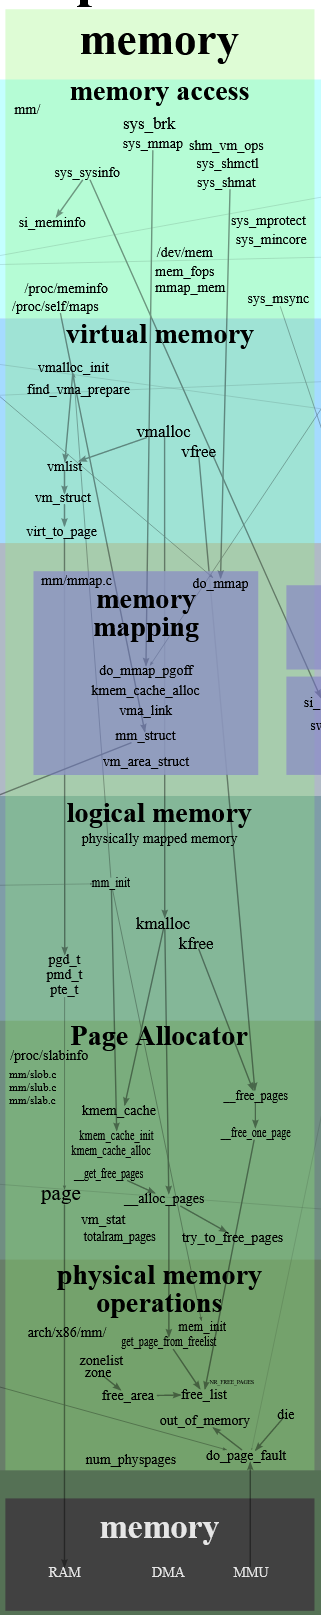 memory
memory access
mm/
sys_brk
sys_mmap
shm_vm_ops
sys_shmctl
sys_shmat
sys_sysinfo
si_meminfo
sys_mprotect
sys_mincore
/dev/mem
mem_fops
mmap_mem
/proc/meminfo
/proc/self/maps
sys_msync
virtual memory
vmalloc_init
find_vma_prepare
vmalloc
vfree
vmlist
vm_struct
virt_to_page
mm/mmap.c
do_mmap
memory
mapping
do_mmap_pgoff
kmem_cache_alloc
vma_link
mm_struct
vm_area_struct
si_
logical memory
physically mapped memory
mm_init
kmalloc
kfree
pgd_t
pmd_t
pte_t
Page Allocator
/proc/slabinfo
mm/slob.c
mm/slub.c
mm/slab.c
__free_pages
kmem_cache
kmem_cache_init
kmem_cache_alloc
__free_one_page
__get_free_pages
page
__alloc_pages
vm_stat
totalram_pages
try_to_free_pages
physical memory
operations
arch/x86/mm/
mem_init
get_page_from_freelist
zonelist
zone
NR_FREE_PAGES
free_area
free_list
out_of_memory
die
num_physpages
do_page_fault
memory
RAM
DMA
MMU